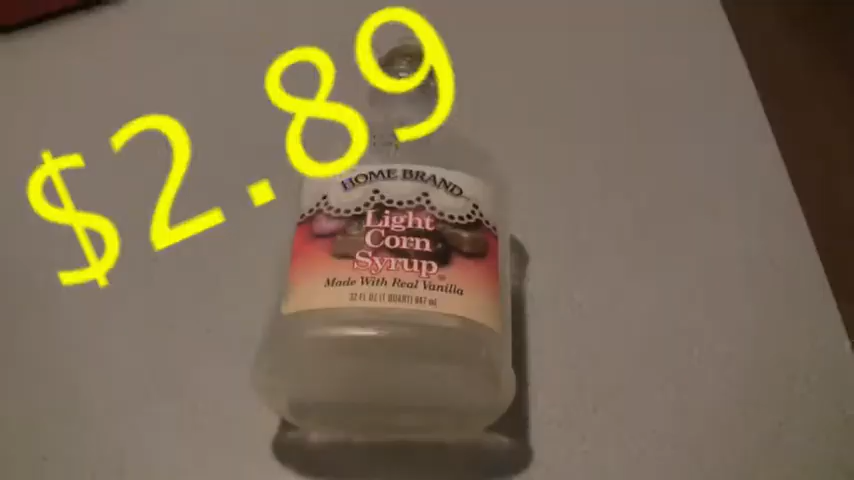 $2.89
HOME BRAND
Light
Corn
Syrup
Made With Real Vanilla
32 FL OZ (1 QUART) 947 mL